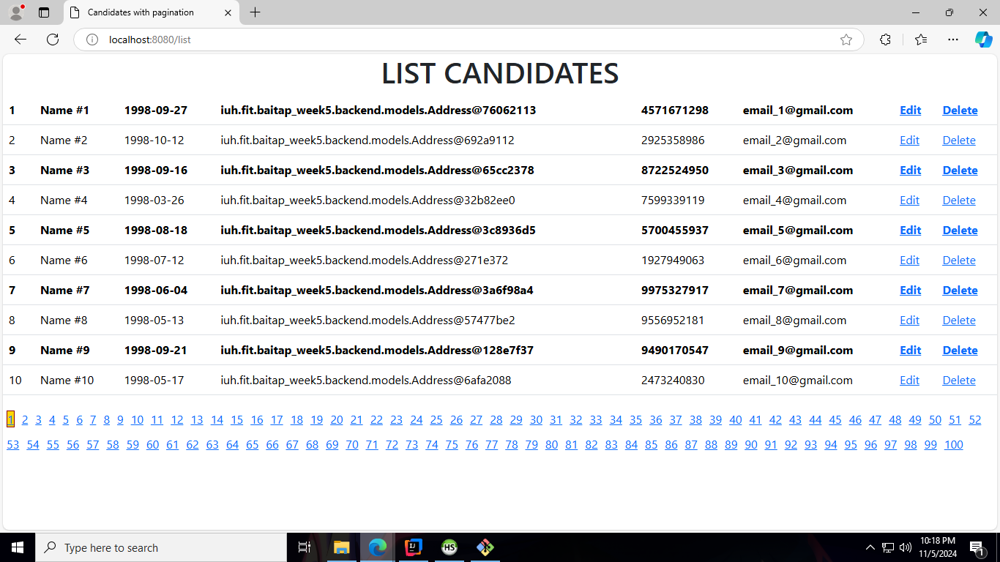 Candidates with pagination
localhost:8080/list
LIST CANDIDATES
1 Name #1 1998-09-27 iuh.fit.baitap_week5.backend.models.Address@76062113 4571671298 email_1@gmail.com Edit Delete
2 Name #2 1998-10-12 iuh.fit.baitap_week5.backend.models.Address@692a9112 2925358986 email_2@gmail.com Edit Delete
3 Name #3 1998-09-16 iuh.fit.baitap_week5.backend.models.Address@65cc2378 8722524950 email_3@gmail.com Edit Delete
4 Name #4 1998-03-26 iuh.fit.baitap_week5.backend.models.Address@32b82ee0 7599339119 email_4@gmail.com Edit Delete
5 Name #5 1998-08-18 iuh.fit.baitap_week5.backend.models.Address@3c8936d5 5700455937 email_5@gmail.com Edit Delete
6 Name #6 1998-07-12 iuh.fit.baitap_week5.backend.models.Address@271e372 1927949063 email_6@gmail.com Edit Delete
7 Name #7 1998-06-04 iuh.fit.baitap_week5.backend.models.Address@3a6f98a4 9975327917 email_7@gmail.com Edit Delete
8 Name #8 1998-05-13 iuh.fit.baitap_week5.backend.models.Address@57477be2 9556952181 email_8@gmail.com Edit Delete
9 Name #9 1998-09-21 iuh.fit.baitap_week5.backend.models.Address@128e7f37 9490170547 email_9@gmail.com Edit Delete
10 Name #10 1998-05-17 iuh.fit.baitap_week5.backend.models.Address@6afa2088 2473240830 email_10@gmail.com Edit Delete
1 2 3 4 5 6 7 8 9 10 11 12 13 14 15 16 17 18 19 20 21 22 23 24 25 26 27 28 29 30 31 32 33 34 35 36 37 38 39 40 41 42 43 44 45 46 47 48 49 50 51 52
53 54 55 56 57 58 59 60 61 62 63 64 65 66 67 68 69 70 71 72 73 74 75 76 77 78 79 80 81 82 83 84 85 86 87 88 89 90 91 92 93 94 95 96 97 98 99 100
Type here to search
IJ
HS
10:18 PM
11/5/2024
1